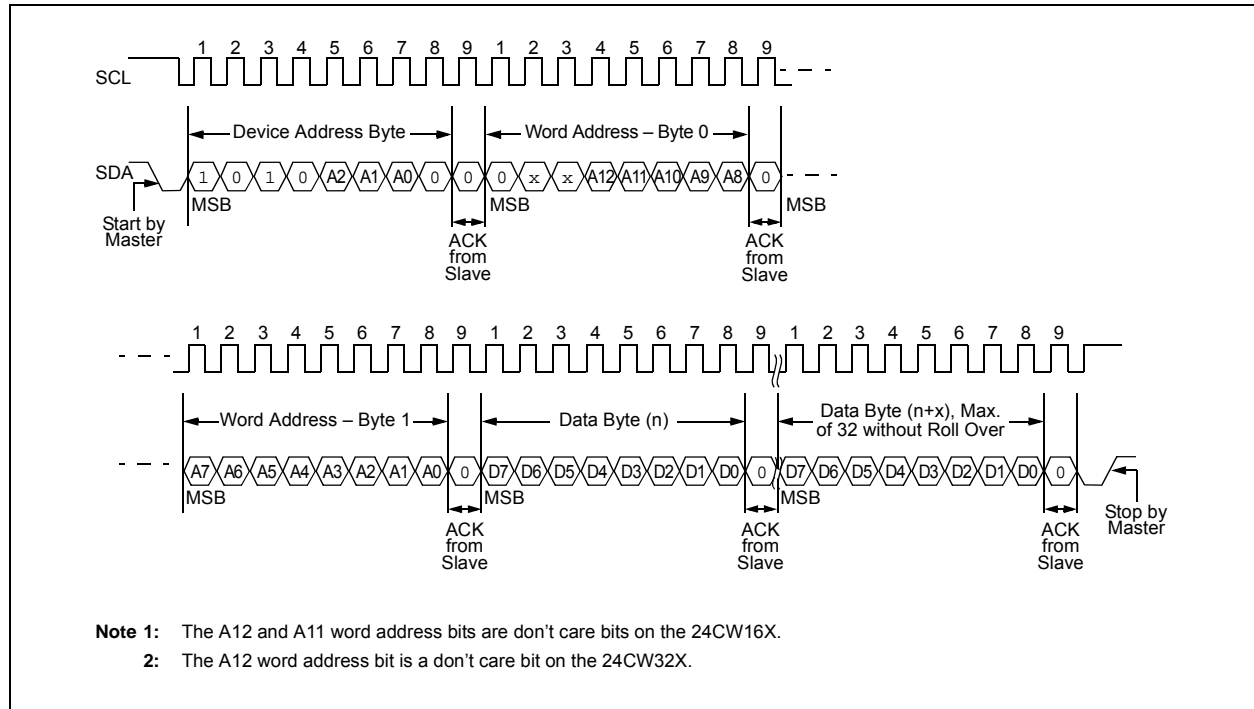 1 2 3 4 5 6 7 8 9 1 2 3 4 5 6 7 8 9
SCL
Device Address Byte
Word Address – Byte 0
SDA
1 0 1 0 A2 A1 A0 0 0 0 x x A12 A11 A10 A9 A8 0
MSB
MSB
MSB
Start by
Master
ACK
from
Slave
ACK
from
Slave
1 2 3 4 5 6 7 8 9 1 2 3 4 5 6 7 8 9 1 2 3 4 5 6 7 8 9
Word Address – Byte 1
Data Byte (n)
Data Byte (n+x), Max.
of 32 without Roll Over
A7 A6 A5 A4 A3 A2 A1 A0 0 D7 D6 D5 D4 D3 D2 D1 D0 0 D7 D6 D5 D4 D3 D2 D1 D0 0
MSB
MSB
MSB
ACK
from
Slave
ACK
from
Slave
ACK
from
Slave
Stop by
Master
Note 1: The A12 and A11 word address bits are don't care bits on the 24CW16X.
2: The A12 word address bit is a don't care bit on the 24CW32X.